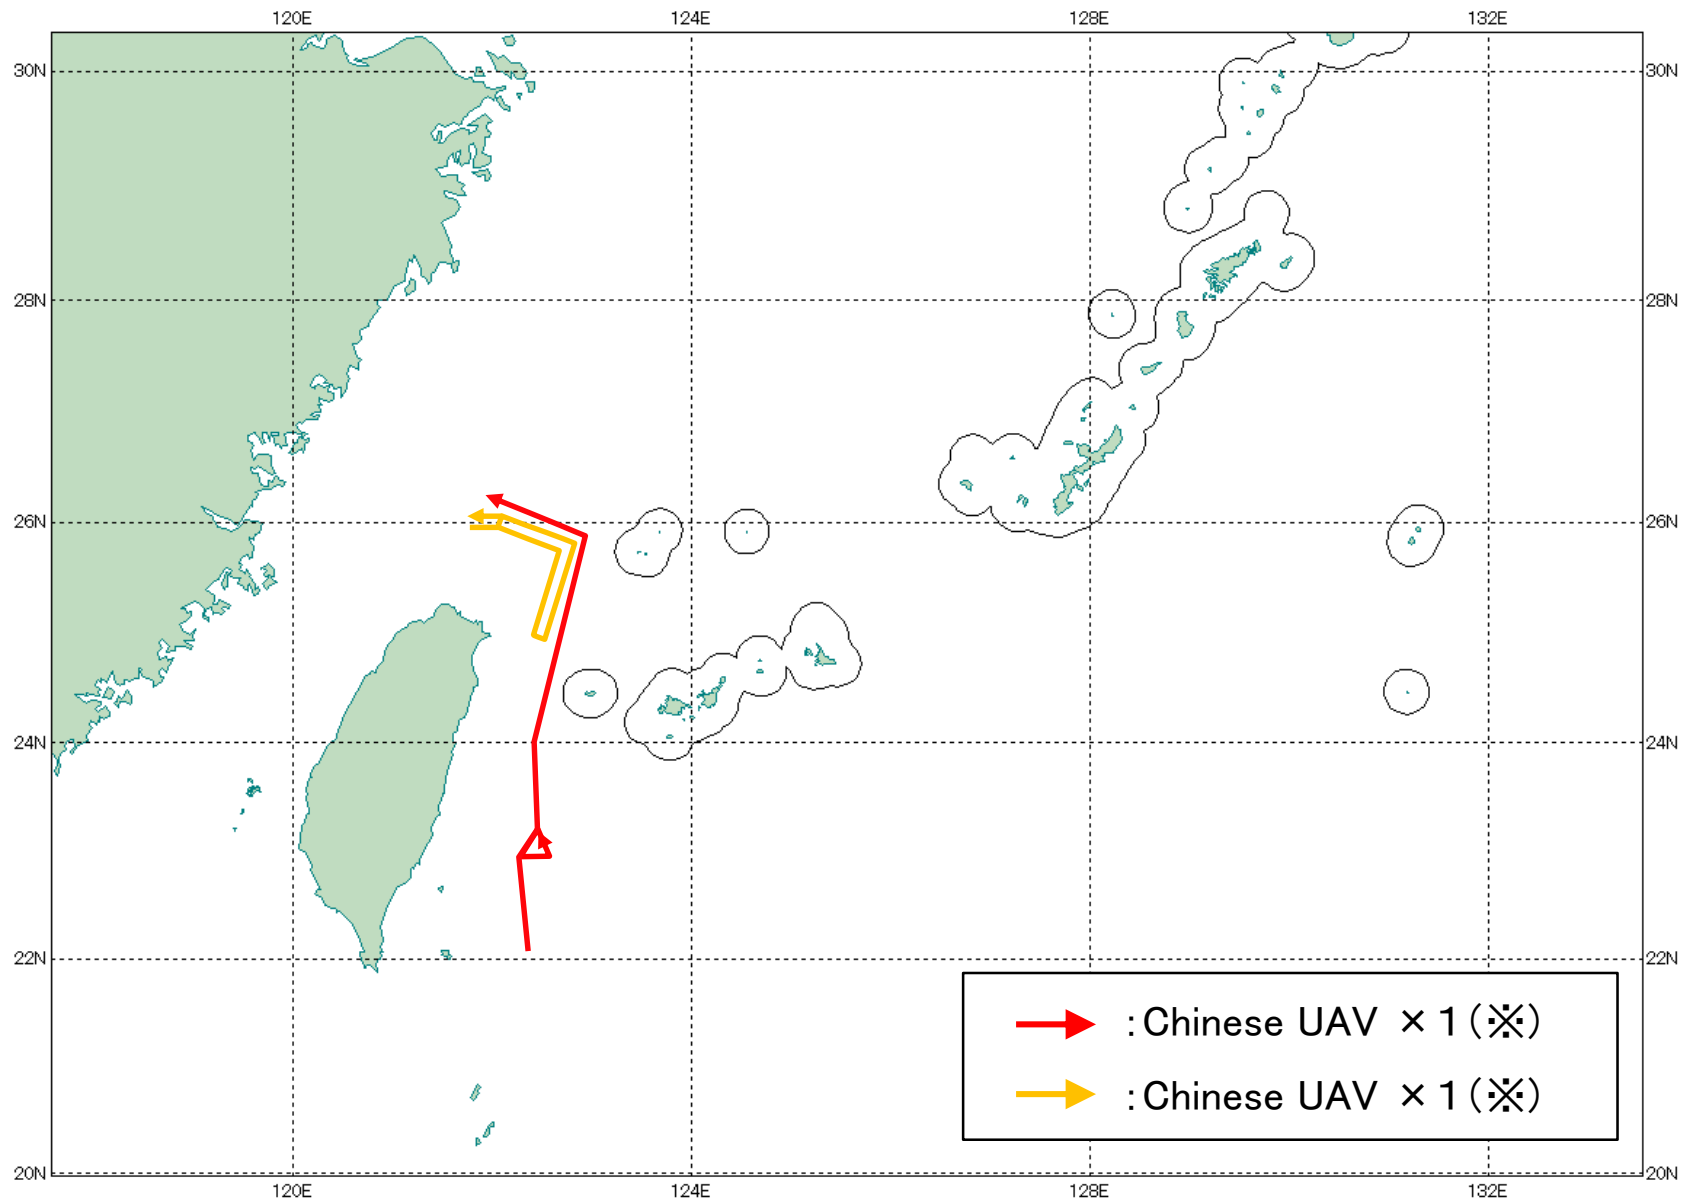 120E 124E 128E 132E
30N 30N
28N 28N
26N 26N
24N 24N
22N 22N
:Chinese UAV ×1(※)
:Chinese UAV ×1(※)
20N 20N
120E 124E 128E 132E